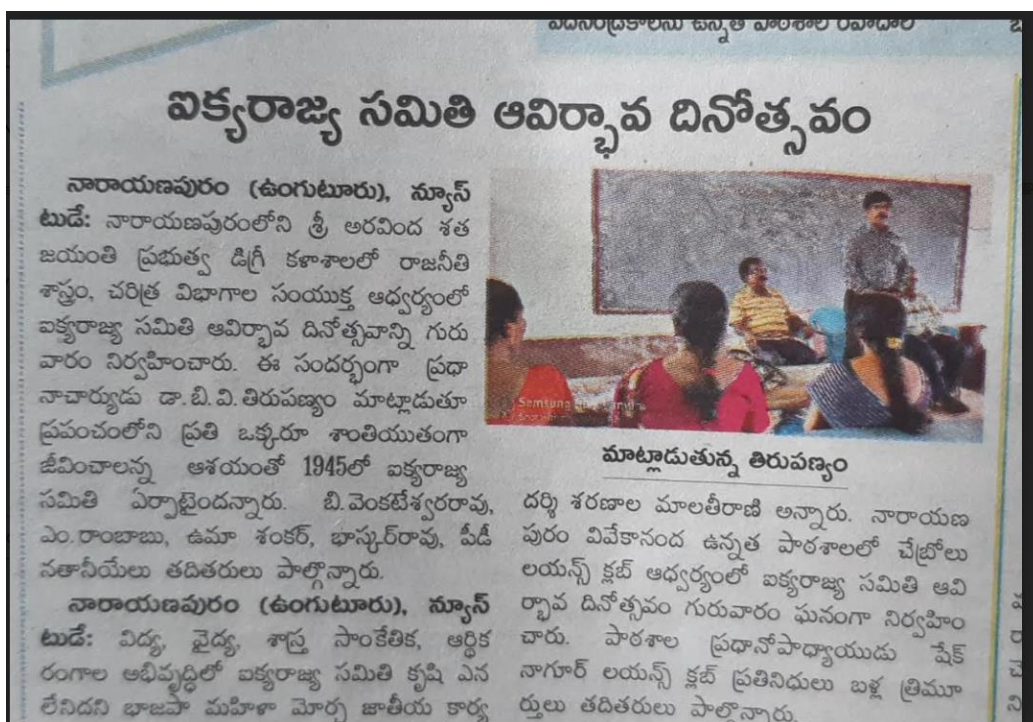 ఐక్యరాజ్య సమితి ఆవిర్భావ దినోత్సవం
నారాయణపురం (ఉంగుటూరు), న్యూస్
టుడే: నారాయణపురంలోని శ్రీ అరవింద శత
జయంతి ప్రభుత్వ డిగ్రీ కళాశాలలో రాజనీతి
శాస్త్రం, చరిత్ర విభాగాల సంయుక్త ఆధ్వర్యంలో
ఐక్యరాజ్య సమితి ఆవిర్భావ దినోత్సవాన్ని గురు
వారం నిర్వహించారు. ఈ సందర్భంగా ప్రధా
నాచార్యుడు డా.బి.వి.తిరుపణ్యం మాట్లాడుతూ
ప్రపంచంలోని ప్రతి ఒక్కరూ శాంతియుతంగా
జీవించాలన్న ఆశయంతో 1945లో ఐక్యరాజ్య
సమితి ఏర్పాటైందన్నారు. బి.వెంకటేశ్వరరావు,
ఎం.రాంబాబు, ఉమా శంకర్, భాస్కర్‌రావు, పీడీ
నతానీయేలు తదితరులు పాల్గొన్నారు.
నారాయణపురం (ఉంగుటూరు), న్యూస్
టుడే: విద్య, వైద్య, శాస్త్ర సాంకేతిక, ఆర్థిక
రంగాల అభివృద్ధిలో ఐక్యరాజ్య సమితి కృషి ఎన
లేనిదని భాజపా మహిళా మోర్చ జాతీయ కార్య
మాట్లాడుతున్న తిరుపణ్యం
దర్శి శరణాల మాలతీరాణి అన్నారు. నారాయణ
పురం వివేకానంద ఉన్నత పాఠశాలలో చేబ్రోలు
లయన్స్ క్లబ్ ఆధ్వర్యంలో ఐక్యరాజ్య సమితి ఆవి
ర్భావ దినోత్సవం గురువారం ఘనంగా నిర్వహిం
చారు. పాఠశాల ప్రధానోపాధ్యాయుడు షేక్
నాగూర్ లయన్స్ క్లబ్ ప్రతినిధులు బళ్ల త్రిమూ
ర్తులు తదితరులు పాల్గొన్నారు.